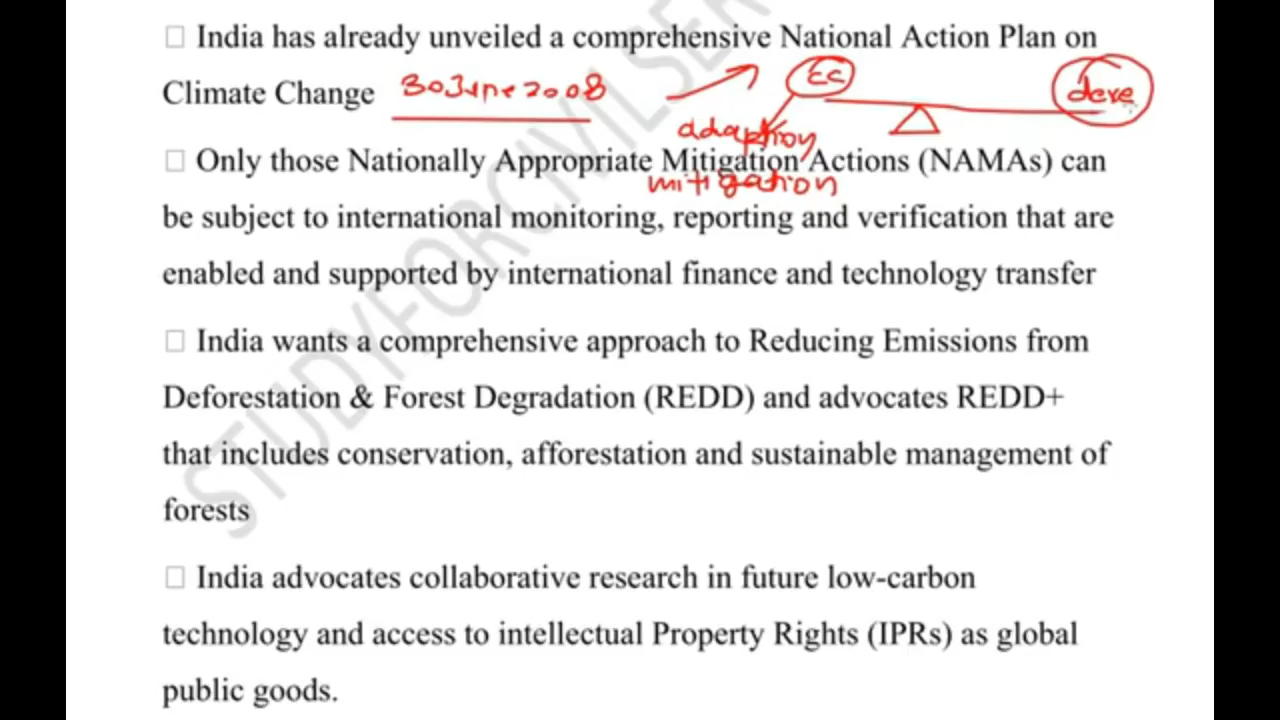 □ India has already unveiled a comprehensive National Action Plan on
Climate Change 30 June 2008
CC
deve
adaption
□ Only those Nationally Appropriate Mitigation Actions (NAMAs) can
mitigation
be subject to international monitoring, reporting and verification that are
enabled and supported by international finance and technology transfer
□ India wants a comprehensive approach to Reducing Emissions from
Deforestation & Forest Degradation (REDD) and advocates REDD+
that includes conservation, afforestation and sustainable management of
forests
□ India advocates collaborative research in future low-carbon
technology and access to intellectual Property Rights (IPRs) as global
public goods.
STUDYFORCIVILSER